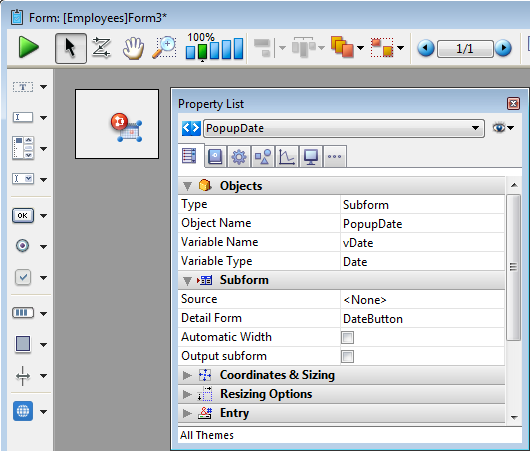 Form: [Employees]Form3*
100%
1/1
T
OK
Property List
PopupDate
Objects
Type Subform
Object Name PopupDate
Variable Name vDate
Variable Type Date
Subform
Source <None>
Detail Form DateButton
Automatic Width
Output subform
Coordinates & Sizing
Resizing Options
Entry
All Themes